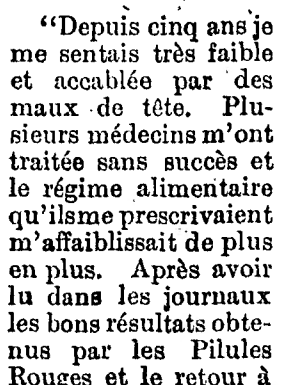 “Depuis cinq ans je
me sentais très faible
et accablée par des
maux de tête. Plu-
sieurs médecins m’ont
traitée sans succès et
le régime alimentaire
qu’ilsme prescrivaient
m’affaiblissait de plus
en plus. Après avoir
lu dans les journaux
les bons résultats obte-
nus par les Pilules
Rouges et le retour à